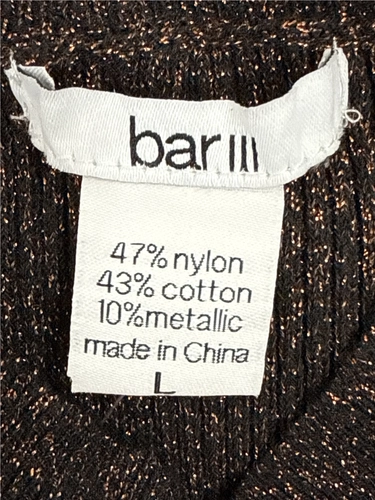 bar III
47% nylon
43% cotton
10%metallic
made in China
L